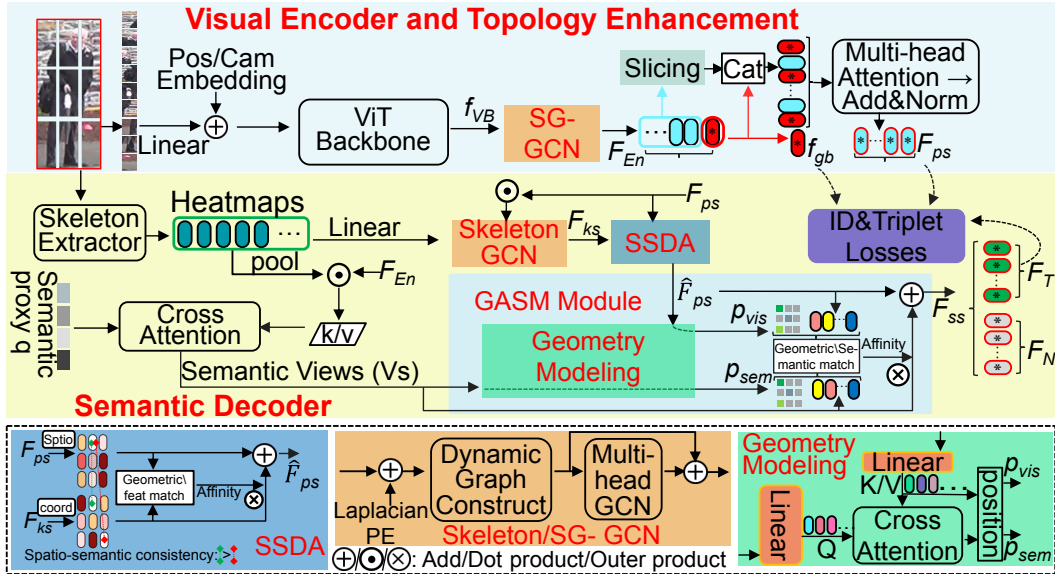 Visual Encoder and Topology Enhancement
Pos/Cam
Embedding
Linear
ViT
Backbone
f_VB
SG-
GCN
F_En
Slicing
Cat
f_gb
Multi-head
Attention →
Add&Norm
F_ps
Skeleton
Extractor
Heatmaps
pool
Linear
F_En
Skeleton
GCN
F_ks
F_ps
SSDA
ID&Triplet
Losses
Semantic
proxy q
Cross
Attention
k/v
Semantic Views (Vs)
Semantic Decoder
GASM Module
F̂_ps
Geometry
Modeling
p_vis
p_sem
Geometric\Se-
mantic match
Affinity
F_ss
F_T
F_N
F_ps
Sptio
Geometric\
feat match
Affinity
F̂_ps
F_ks
coord
SSDA
Spatio-semantic consistency:
>
Laplacian
PE
Dynamic
Graph
Construct
Multi-
head
GCN
Skeleton/SG- GCN
⊕/⊙/⊗: Add/Dot product/Outer product
Geometry
Modeling
Linear
K/V
Linear
Q
Cross
Attention
position
p_vis
p_sem